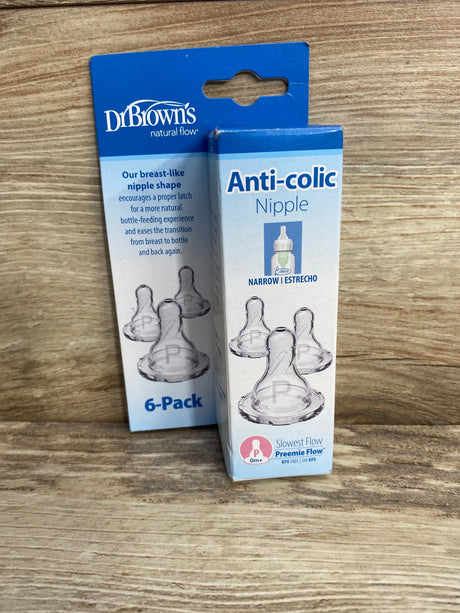 Dr Brown's
natural flow®
Our breast-like
nipple shape
encourages a proper latch
for a more natural
bottle-feeding experience
and eases the transition
from breast to bottle
and back again.
P
6-Pack
Anti-colic
Nipple
NARROW | ESTRECHO
P
P
0m+
Slowest Flow
Preemie Flow™
BPA FREE | SIN BPA